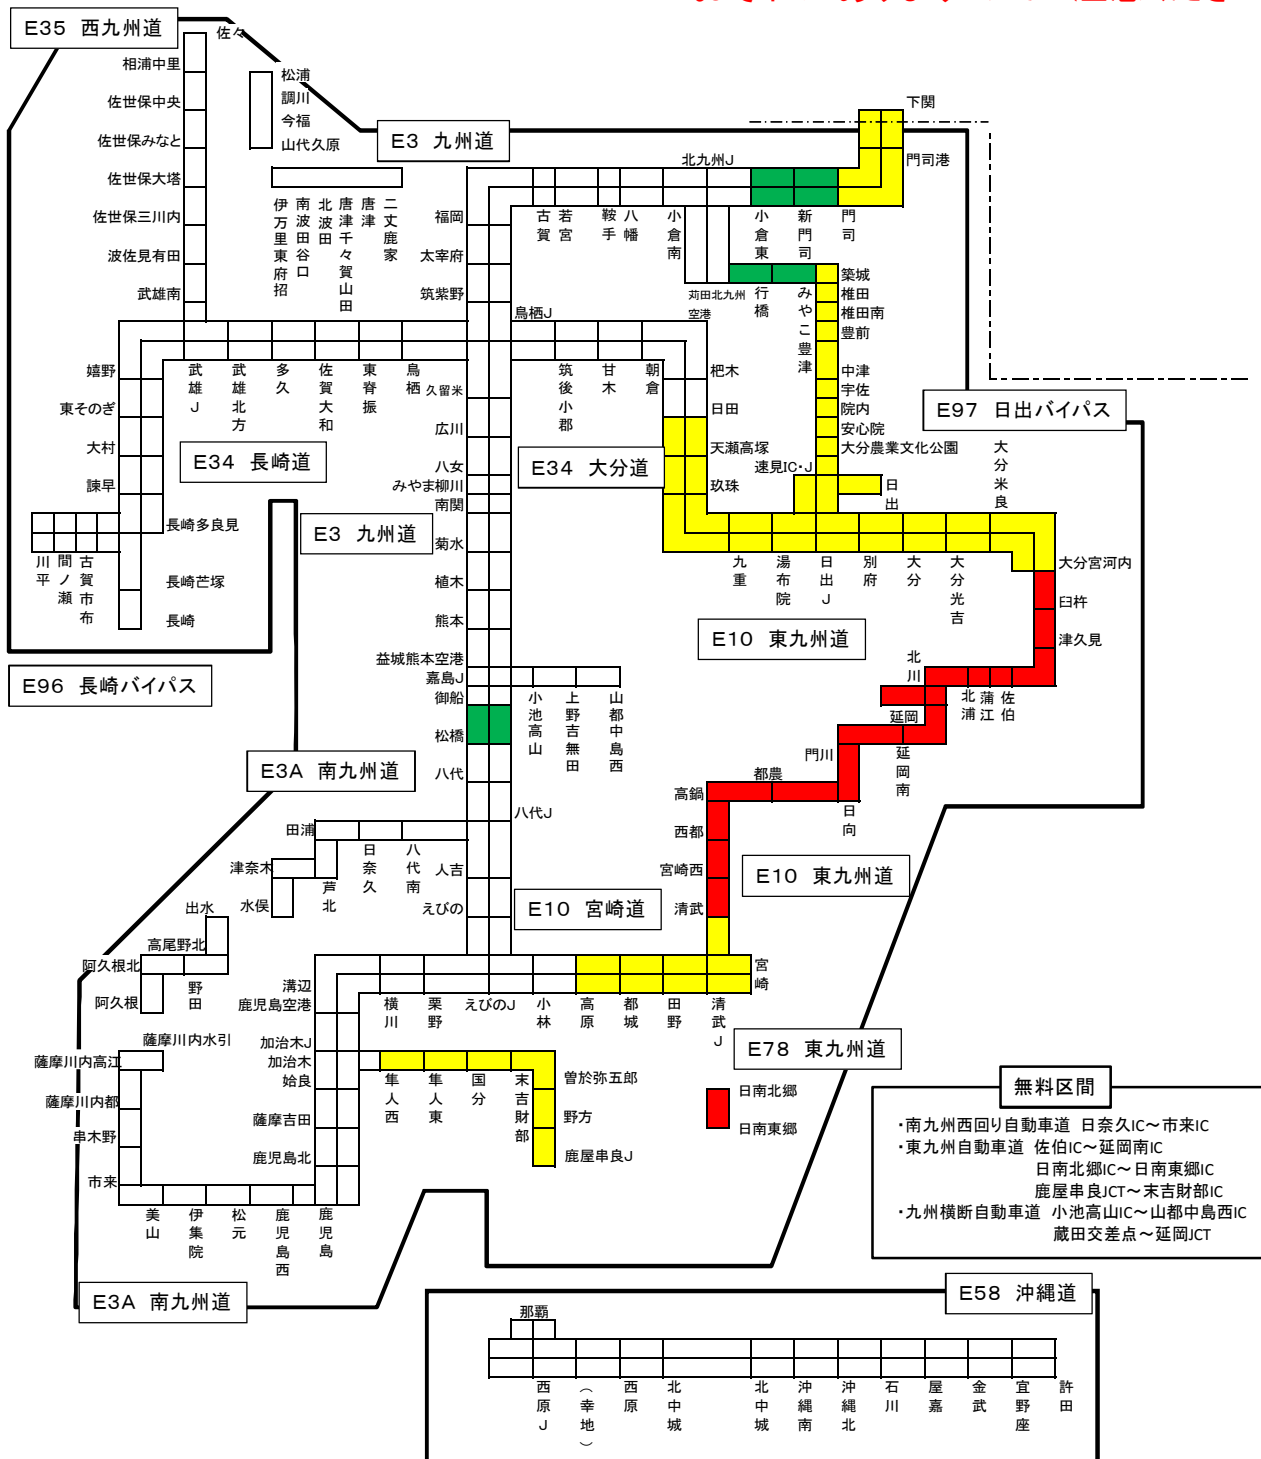 E35 西九州道
佐々
相浦中里
佐世保中央
佐世保みなと
佐世保大塔
佐世保三川内
波佐見有田
武雄南
松浦
調川
今福
山代久原
E3 九州道
下関
門司港
北九州J
伊万里東府招
南波田谷口
北波田
唐津千々賀山田
唐津
二丈鹿家
福岡
太宰府
筑紫野
古賀
若宮
鞍手
八幡
小倉南
小倉東
新門司
門司
苅田北九州
空港
行橋
みやこ豊津
築城
椎田
椎田南
豊前
中津
宇佐
院内
安心院
大分農業文化公園
速見IC・J
日出
E97 日出バイパス
大分米良
鳥栖J
嬉野
東そのぎ
大村
諫早
武雄J
武雄北方
多久
佐賀大和
東脊振
鳥栖
久留米
筑後小郡
甘木
朝倉
杷木
日田
天瀬高塚
玖珠
E34 長崎道
E34 大分道
広川
八女
みやま柳川
南関
菊水
植木
熊本
益城熊本空港
嘉島J
御船
松橋
八代
E3 九州道
長崎多良見
長崎芒塚
長崎
川平
間ノ瀬
古賀市布
E96 長崎バイパス
九重
湯布院
日出J
別府
大分
大分光吉
大分宮河内
臼杵
津久見
E10 東九州道
北川
北浦
蒲江
佐伯
延岡
延岡南
門川
日向
都農
高鍋
西都
宮崎西
清武
E10 東九州道
小池高山
上野吉無田
山都中島西
E3A 南九州道
八代J
田浦
日奈久
八代南
津奈木
芦北
水俣
人吉
えびの
E10 宮崎道
出水
高尾野北
阿久根北
阿久根
野田
溝辺
鹿児島空港
横川
栗野
えびのJ
小林
高原
都城
田野
清武J
宮崎
E78 東九州道
薩摩川内水引
薩摩川内高江
薩摩川内都
串木野
市来
加治木J
加治木
姶良
薩摩吉田
鹿児島北
隼人西
隼人東
国分
末吉財部
曽於弥五郎
野方
鹿屋串良J
日南北郷
日南東郷
美山
伊集院
松元
鹿児島西
鹿児島
E3A 南九州道
無料区間
・南九州西回り自動車道 日奈久IC～市来IC
・東九州自動車道 佐伯IC～延岡南IC
日南北郷IC～日南東郷IC
鹿屋串良JCT～末吉財部IC
・九州横断自動車道 小池高山IC～山都中島西IC
蔵田交差点～延岡JCT
E58 沖縄道
那覇
西原J
（幸地）
西原
北中城
北中城
沖縄南
沖縄北
石川
屋嘉
金武
宜野座
許田